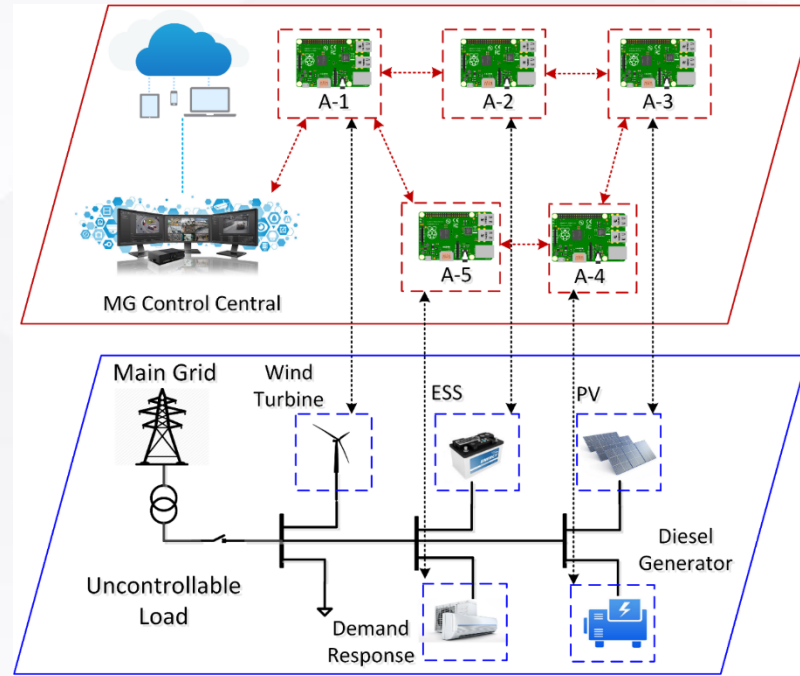 A-1
A-2
A-3
A-5
A-4
MG Control Central
Main Grid
Wind
Turbine
ESS
PV
Uncontrollable
Load
Diesel
Generator
Demand
Response